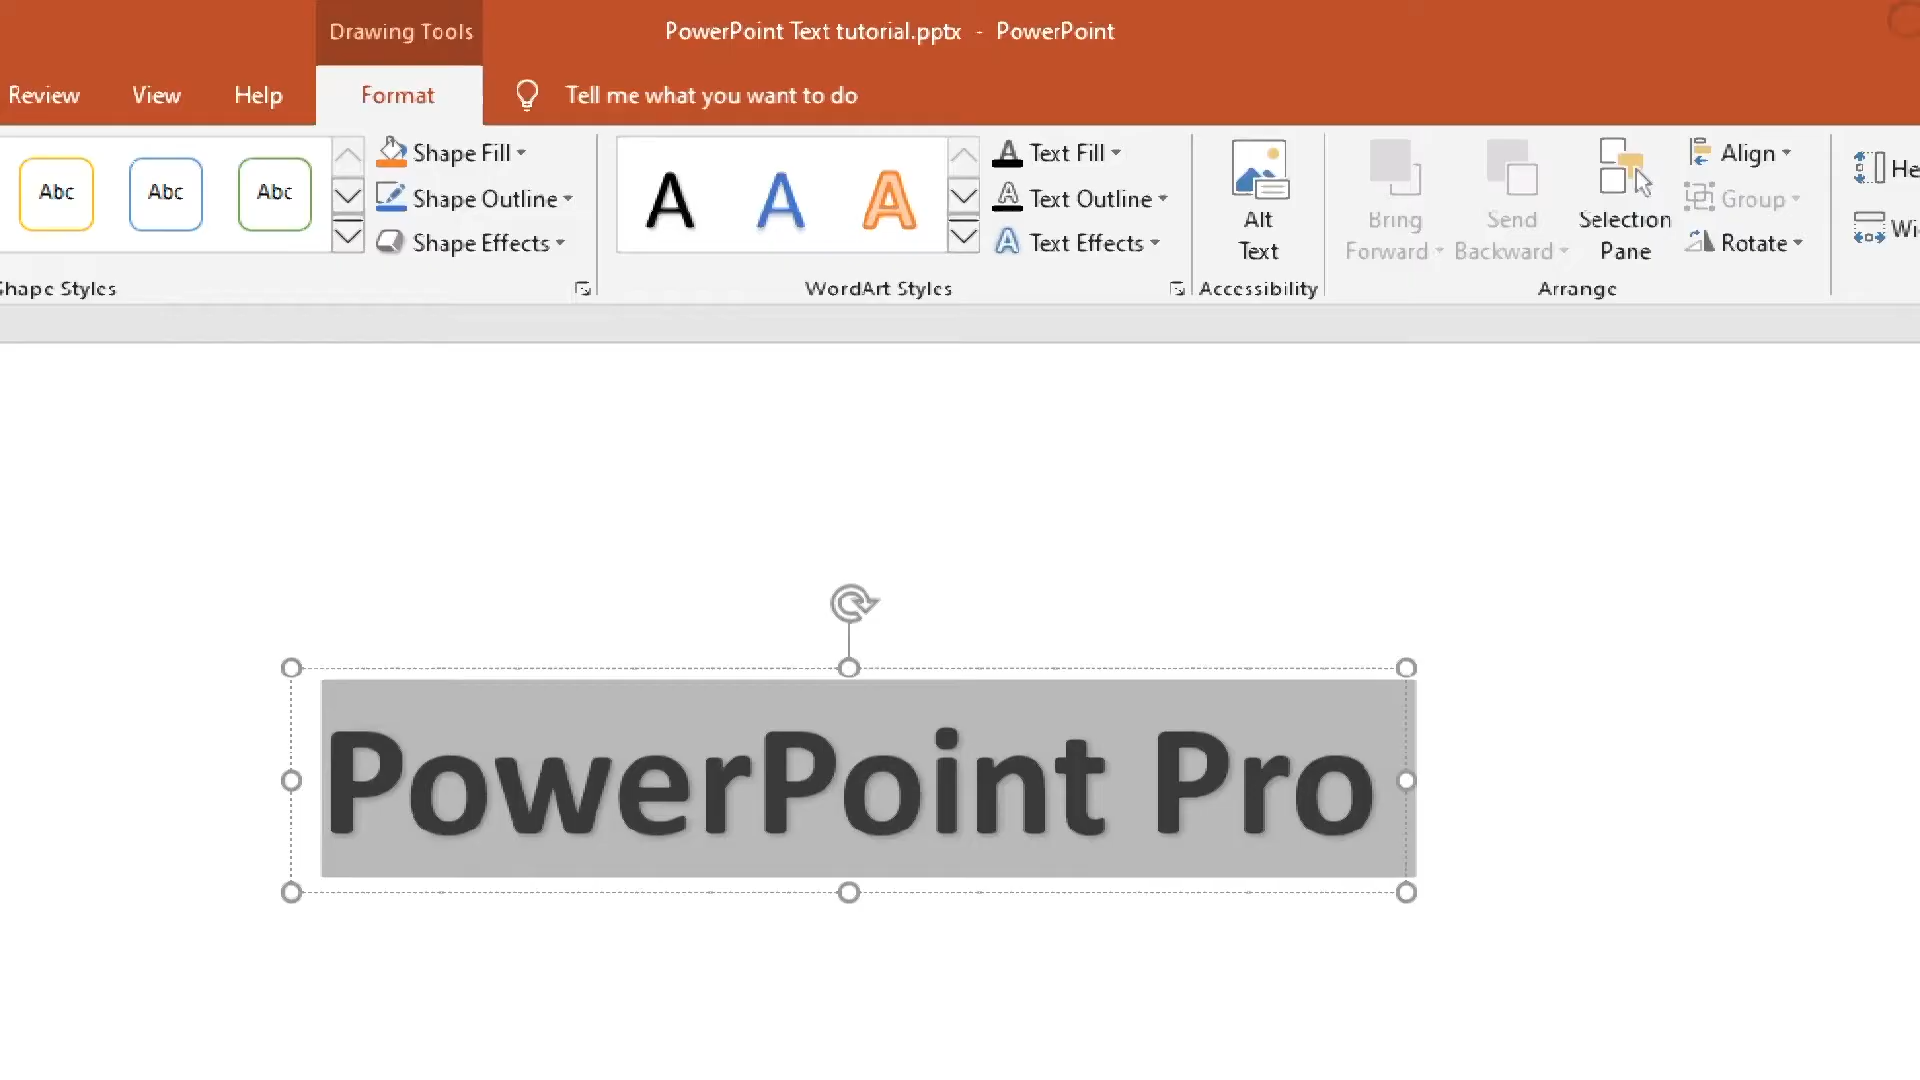 Drawing Tools
PowerPoint Text tutorial.pptx - PowerPoint
Review View Help Format Tell me what you want to do
Abc Abc Abc
Shape Fill
Shape Outline
Shape Effects
Shape Styles
A A A
Text Fill
Text Outline
Text Effects
WordArt Styles
Alt
Text
Accessibility
Bring
Forward
Send
Backward
Selection
Pane
Align
Group
Rotate
Arrange
PowerPoint Pro